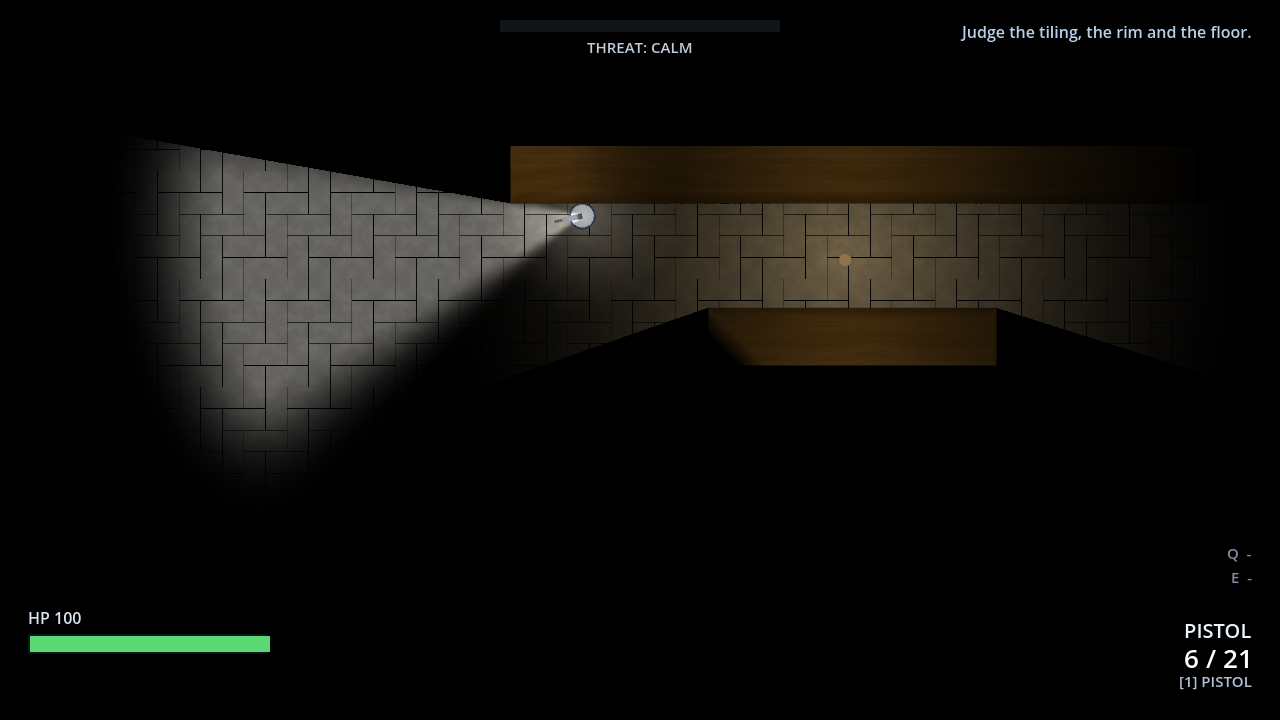 THREAT: CALM
Judge the tiling, the rim and the floor.
Q -
E -
HP 100
PISTOL
6 / 21
[1] PISTOL